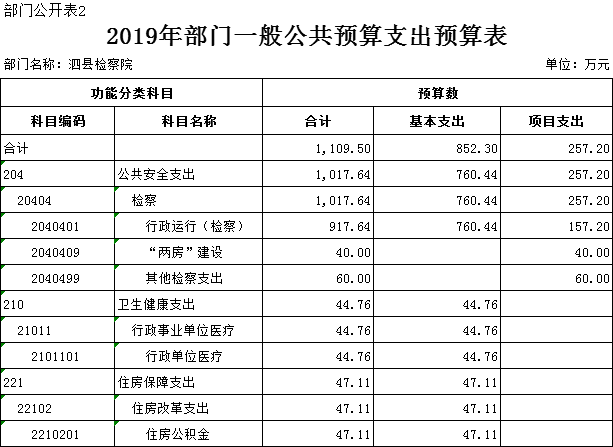 部门公开表2
2019年部门一般公共预算支出预算表
部门名称：泗县检察院 单位：万元
功能分类科目 预算数
科目编码 科目名称 合计 基本支出 项目支出
合计 1,109.50 852.30 257.20
204 公共安全支出 1,017.64 760.44 257.20
20404 检察 1,017.64 760.44 257.20
2040401 行政运行（检察） 917.64 760.44 157.20
2040409 “两房”建设 40.00 40.00
2040499 其他检察支出 60.00 60.00
210 卫生健康支出 44.76 44.76
21011 行政事业单位医疗 44.76 44.76
2101101 行政单位医疗 44.76 44.76
221 住房保障支出 47.11 47.11
22102 住房改革支出 47.11 47.11
2210201 住房公积金 47.11 47.11